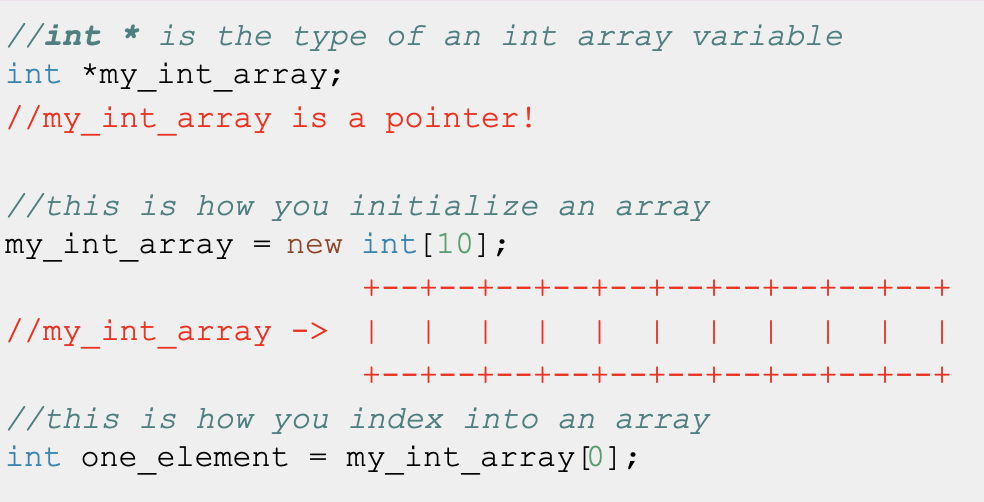 //int * is the type of an int array variable
int *my_int_array;
//my_int_array is a pointer!
//this is how you initialize an array
my_int_array = new int[10];
+--+--+--+--+--+--+--+--+--+--+
//my_int_array -> |  |  |  |  |  |  |  |  |  |  |
+--+--+--+--+--+--+--+--+--+--+
//this is how you index into an array
int one_element = my_int_array[0];